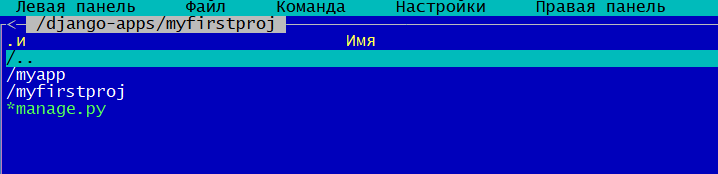 Левая панель Файл Команда Настройки Правая панель
<- /django-apps/myfirstproj
.и Имя
/..
/myapp
/myfirstproj
*manage.py